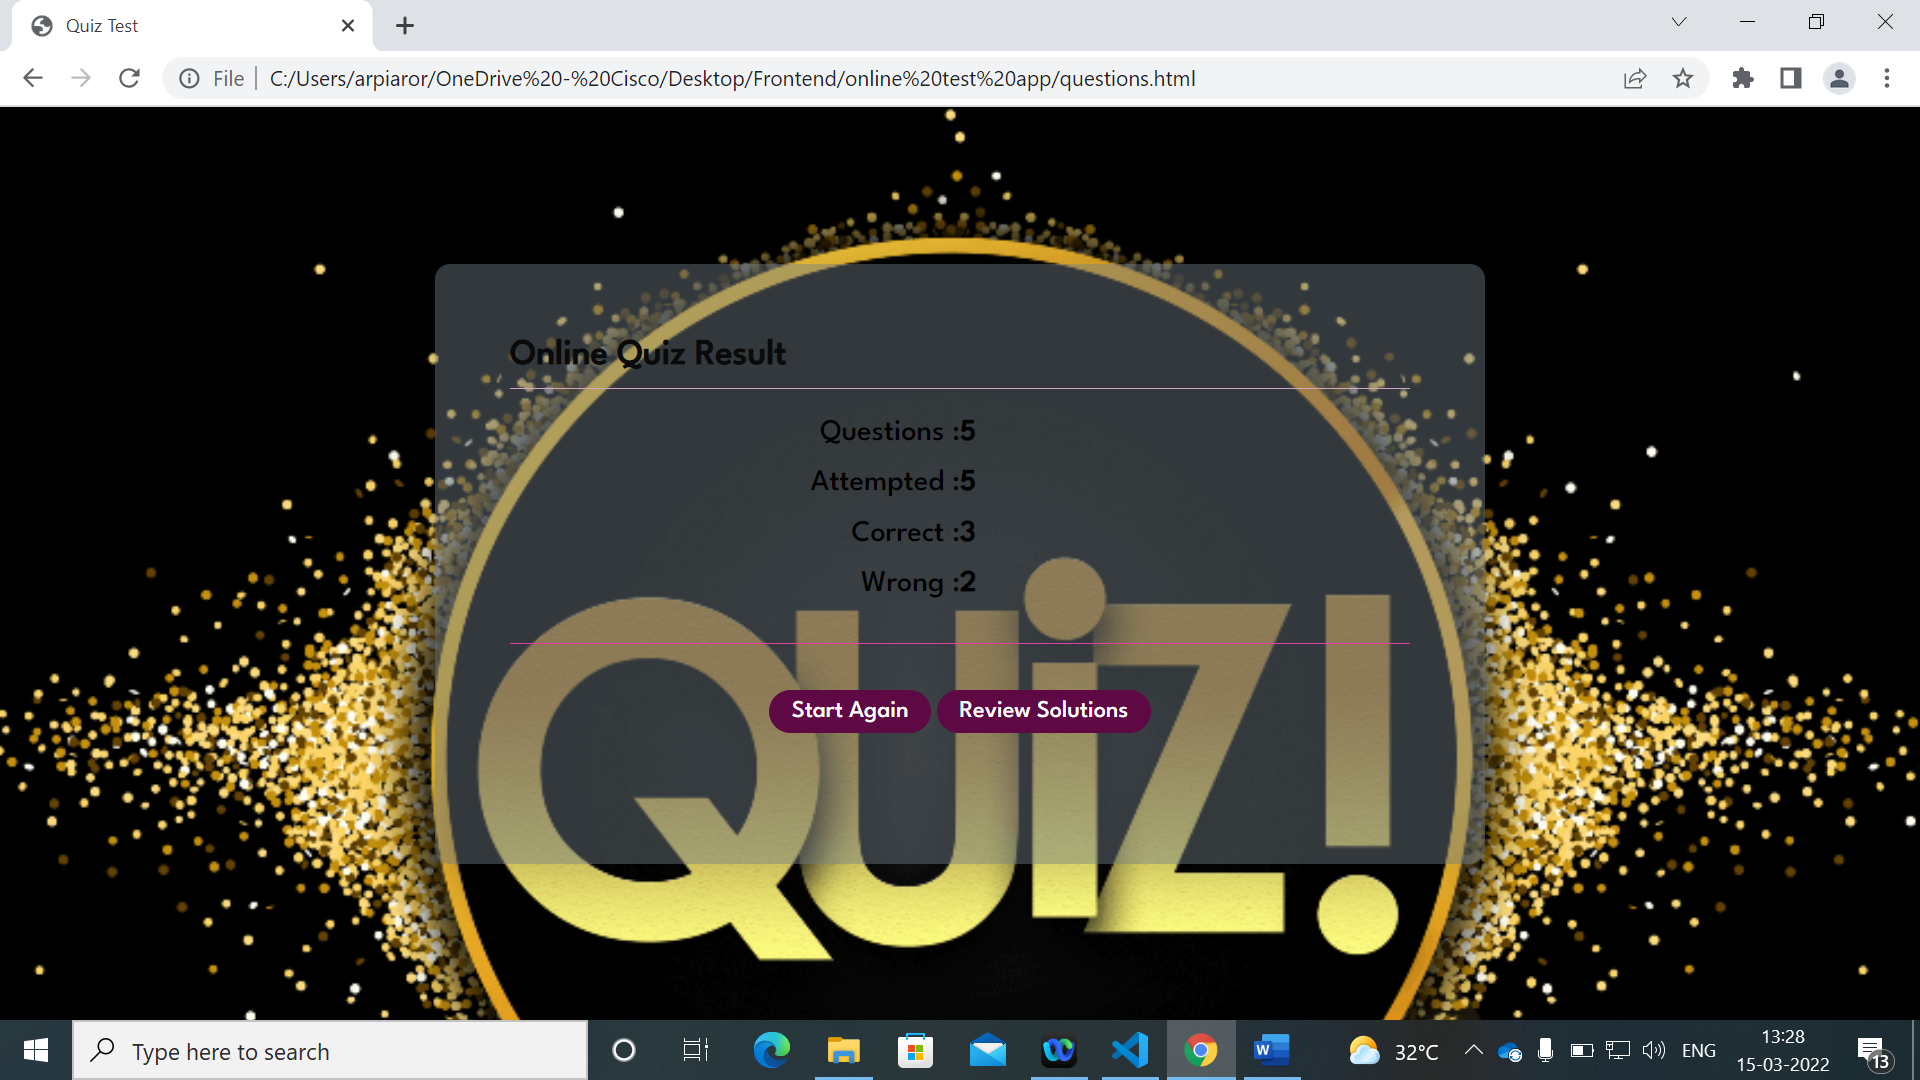 Quiz Test
File
C:/Users/arpiaror/OneDrive%20-%20Cisco/Desktop/Frontend/online%20test%20app/questions.html
Online Quiz Result
Questions :5
Attempted :5
Correct :3
Wrong :2
Start Again Review Solutions
QUiZ!
Type here to search
W
32°C
ENG
13:28
15-03-2022
13